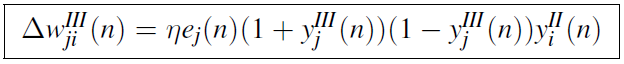 Δw_{ji}^{III}(n) = ηe_j(n)(1 + y_j^{III}(n))(1 − y_j^{III}(n))y_i^{II}(n)